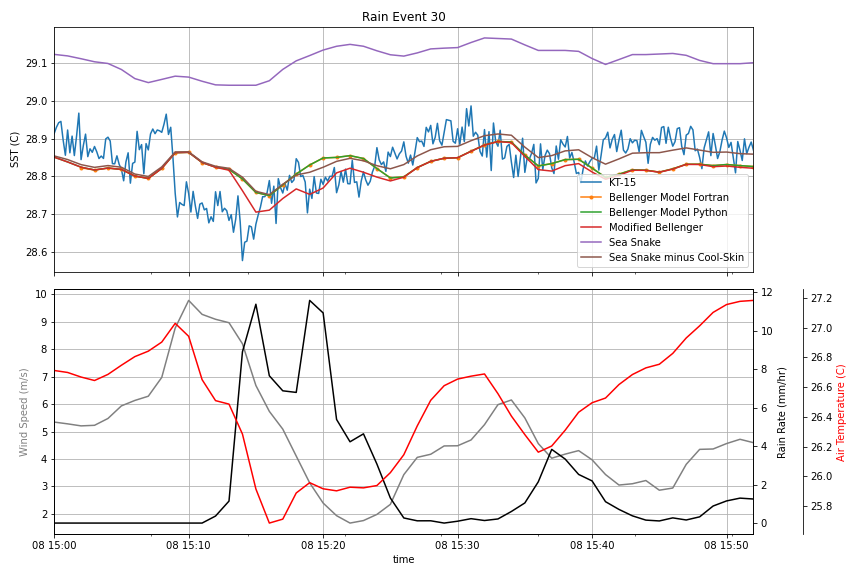 Rain Event 30
29.1
29.0
28.9
28.8
28.7
28.6
SST (C)
KT-15
Bellenger Model Fortran
Bellenger Model Python
Modified Bellenger
Sea Snake
Sea Snake minus Cool-Skin
10
9
8
7
6
5
4
3
2
Wind Speed (m/s)
12
10
8
6
4
2
0
Rain Rate (mm/hr)
27.2
27.0
26.8
26.6
26.4
26.2
26.0
25.8
Air Temperature (C)
08 15:00 08 15:10 08 15:20 08 15:30 08 15:40 08 15:50
time